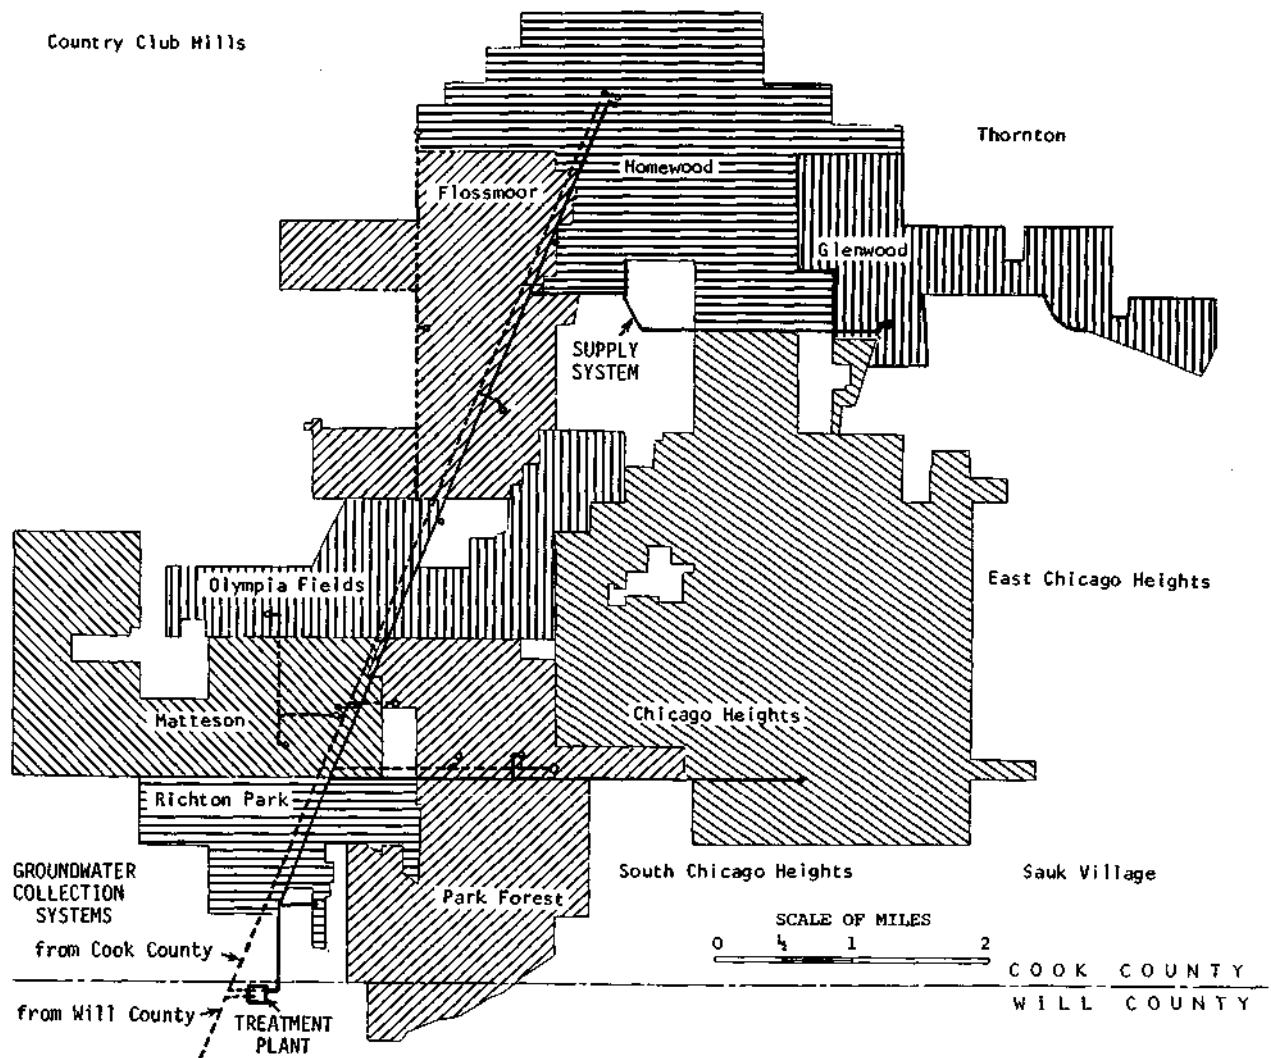 Country Club Hills
Thornton
Homewood
Flossmoor
Glenwood
SUPPLY
SYSTEM
Olympia Fields
East Chicago Heights
Matteson
Chicago Heights
Richton Park
GROUNDWATER
COLLECTION
SYSTEMS
South Chicago Heights
Sauk Village
Park Forest
SCALE OF MILES
0 ½ 1 2
from Cook County
COOK COUNTY
WILL COUNTY
from Will County
TREATMENT
PLANT